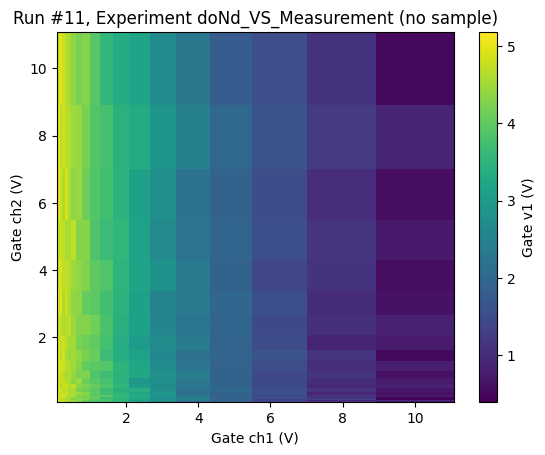 Run #11, Experiment doNd_VS_Measurement (no sample)
Gate ch2 (V)
10
8
6
4
2
2 4 6 8 10
Gate ch1 (V)
5
4
3
2
1
Gate v1 (V)